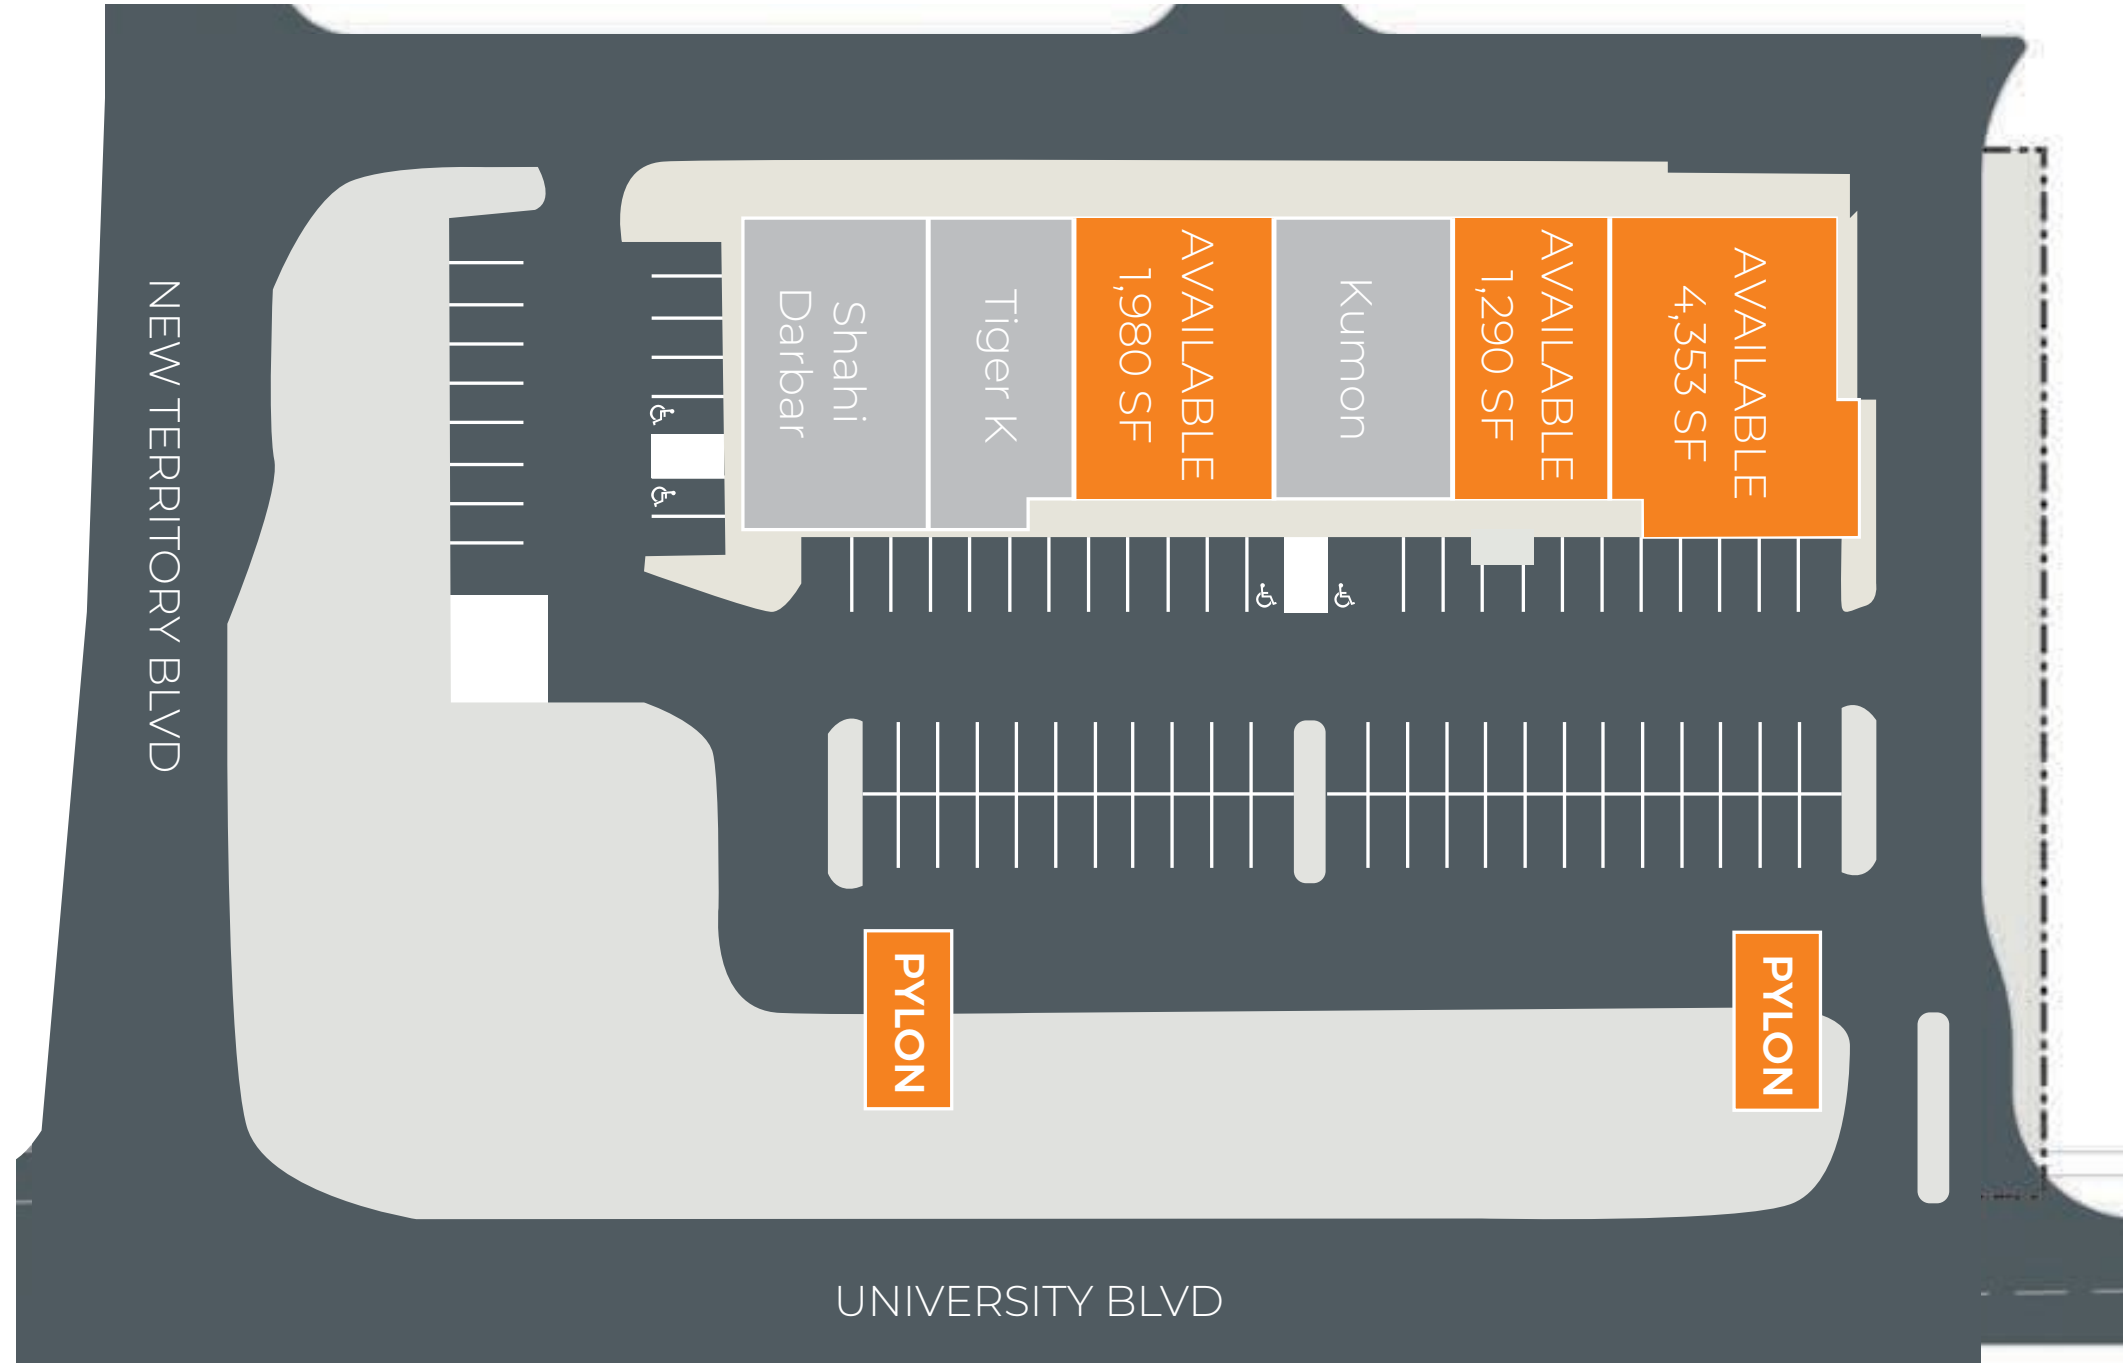 NEW TERRITORY BLVD
Shahi
Darbar
Tiger K
AVAILABLE
1,980 SF
Kumon
AVAILABLE
1,290 SF
AVAILABLE
4,353 SF
PYLON
PYLON
UNIVERSITY BLVD